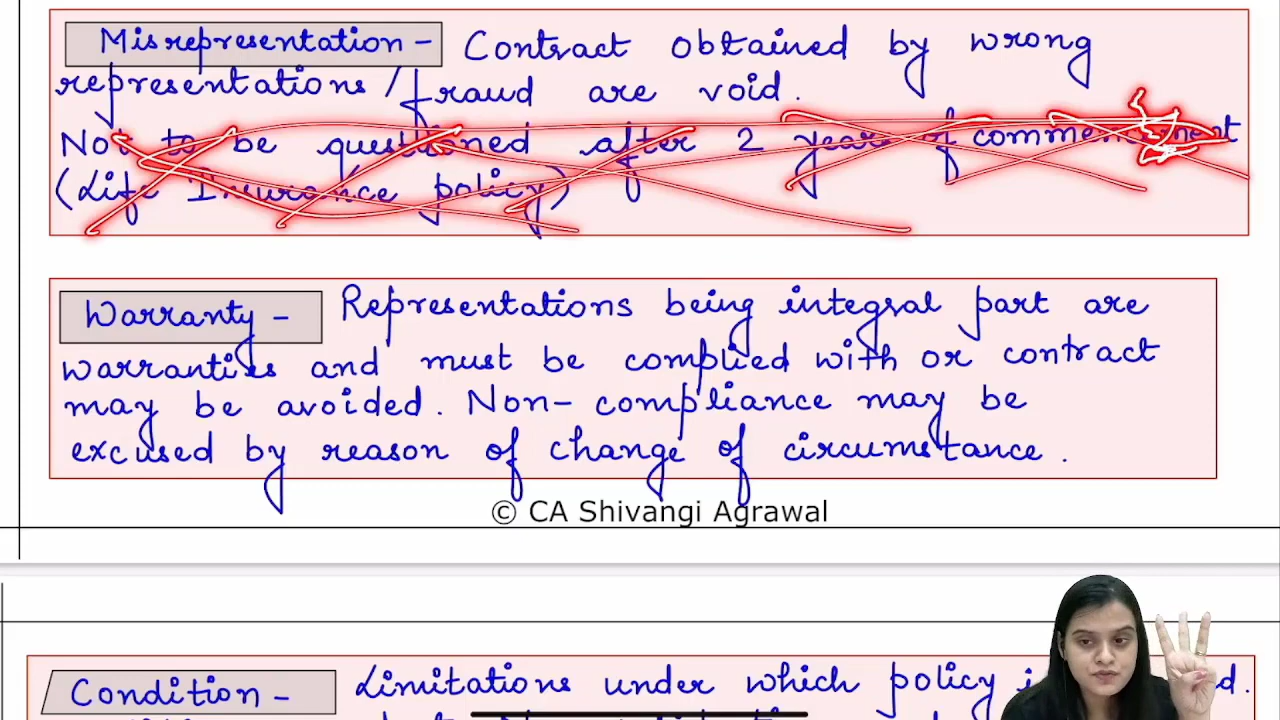 Misrepresentation - Contract obtained by wrong
representations / fraud are void.
Not to be questioned after 2 years of commencement
(Life Insurance policy)
Warranty - Representations being integral part are
warranties and must be complied with or contract
may be avoided. Non-compliance may be
excused by reason of change of circumstance.
© CA Shivangi Agrawal
Condition - Limitations under which policy